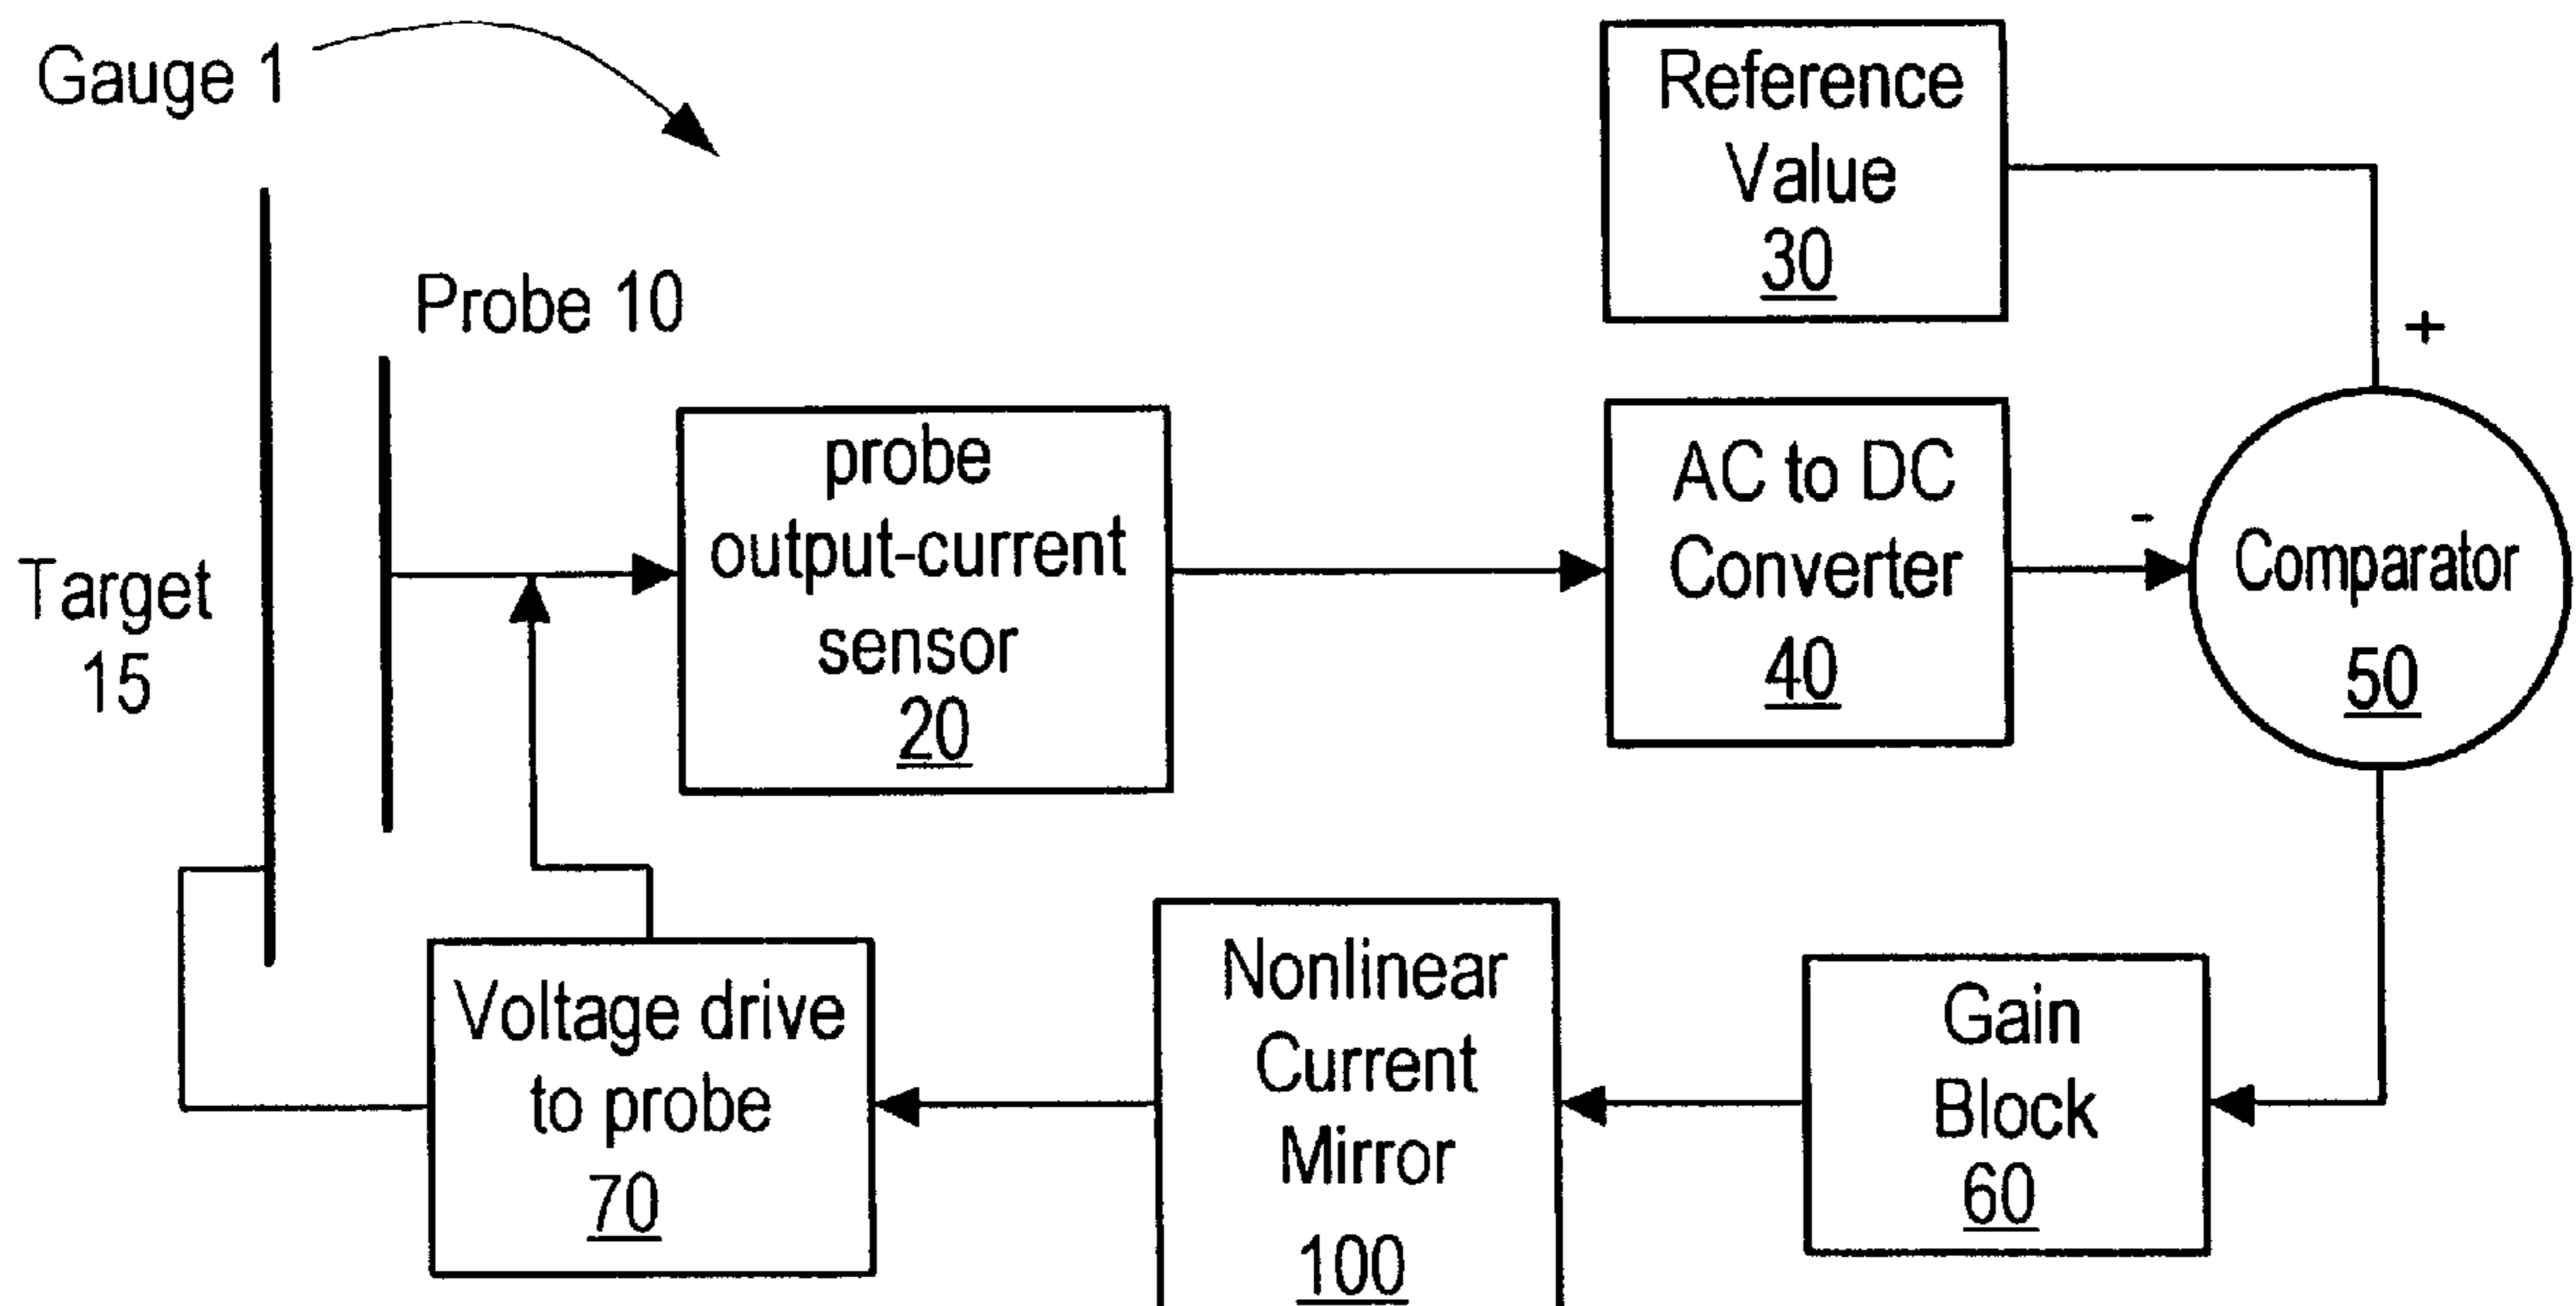 Gauge 1
Reference
Value
30
Probe 10
+
probe
output-current
sensor
20
AC to DC
Converter
40
-
Comparator
50
Target
15
Voltage drive
to probe
70
Nonlinear
Current
Mirror
100
Gain
Block
60